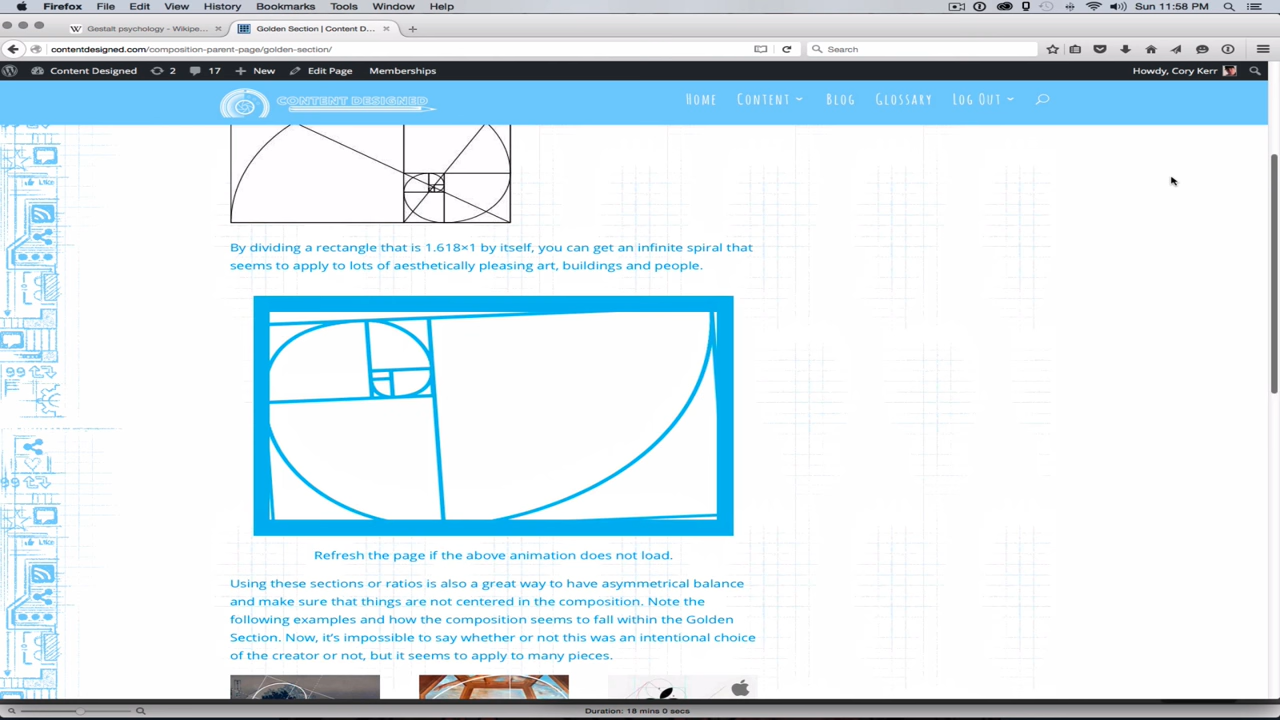 Firefox File Edit View History Bookmarks Tools Window Help Sun 11:58 PM
Gestalt psychology - Wikipe... × Golden Section | Content D... × +
contentdesigned.com/composition-parent-page/golden-section/ Search
Content Designed 2 17 + New Edit Page Memberships Howdy, Cory Kerr
CONTENT DESIGNED HOME CONTENT BLOG GLOSSARY LOG OUT
By dividing a rectangle that is 1.618×1 by itself, you can get an infinite spiral that
seems to apply to lots of aesthetically pleasing art, buildings and people.
Refresh the page if the above animation does not load.
Using these sections or ratios is also a great way to have asymmetrical balance
and make sure that things are not centered in the composition. Note the
following examples and how the composition seems to fall within the Golden
Section. Now, it's impossible to say whether or not this was an intentional choice
of the creator or not, but it seems to apply to many pieces.
Duration: 18 mins 0 secs